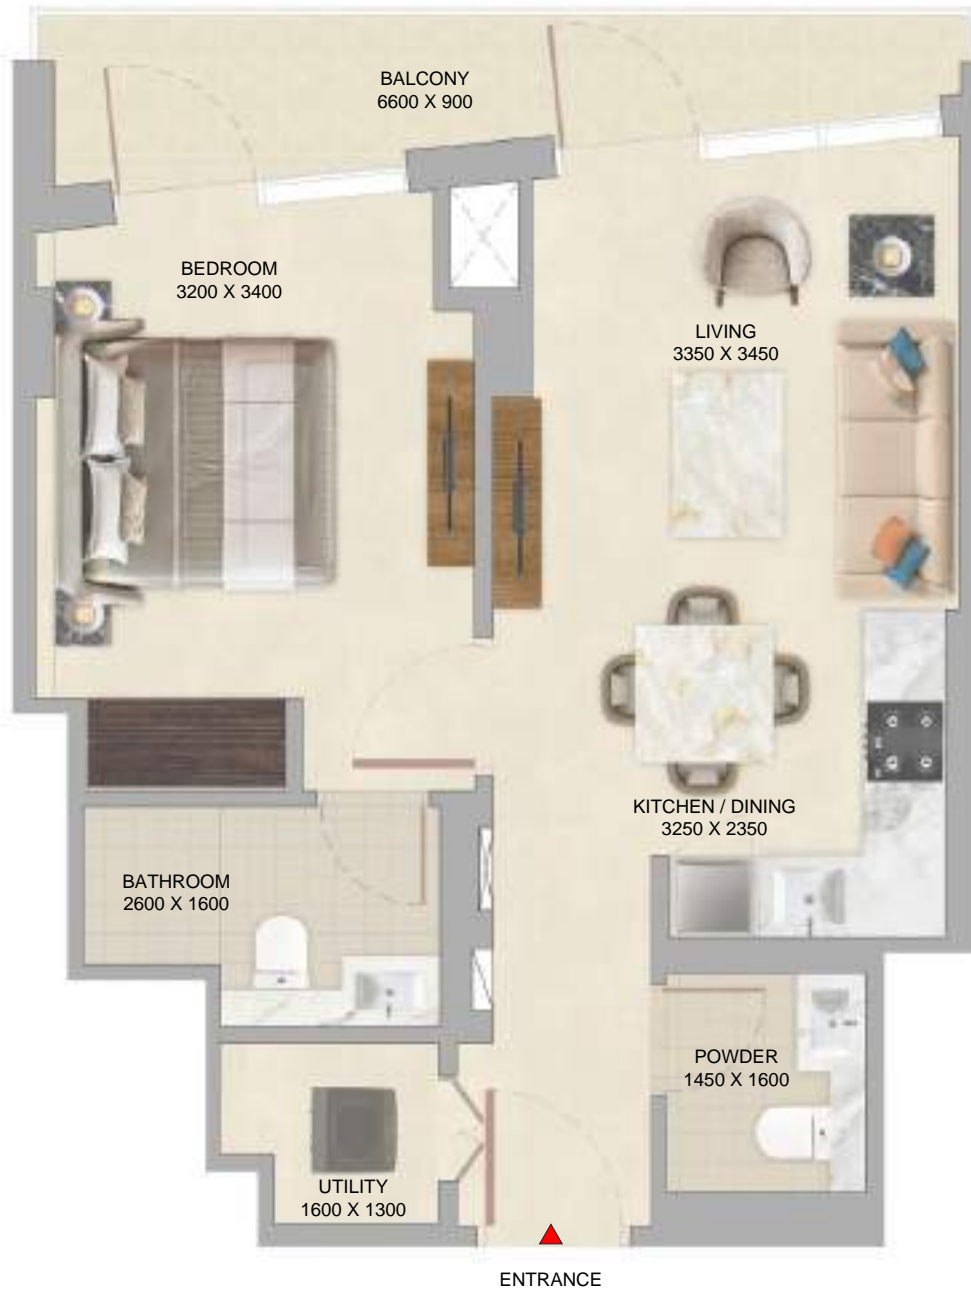 BALCONY
6600 X 900
BEDROOM
3200 X 3400
LIVING
3350 X 3450
KITCHEN / DINING
3250 X 2350
BATHROOM
2600 X 1600
POWDER
1450 X 1600
UTILITY
1600 X 1300
ENTRANCE